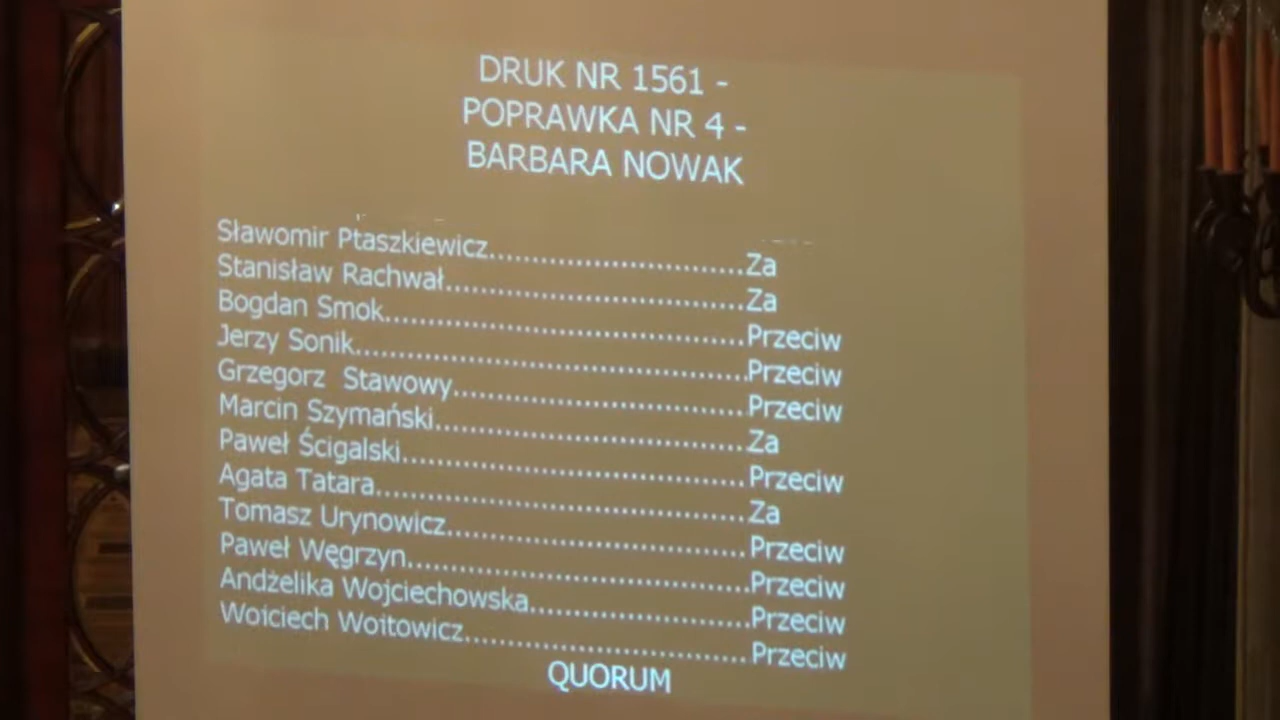 DRUK NR 1561 -
POPRAWKA NR 4 -
BARBARA NOWAK
Sławomir Ptaszkiewicz..............................Za
Stanisław Rachwał...................................Za
Bogdan Smok..........................................Przeciw
Jerzy Sonik..............................................Przeciw
Grzegorz  Stawowy..................................Przeciw
Marcin Szymański....................................Za
Paweł Ścigalski........................................Przeciw
Agata Tatara...........................................Za
Tomasz Urynowicz...................................Przeciw
Paweł Węgrzyn........................................Przeciw
Andżelika Wojciechowska.........................Przeciw
Wojciech Wojtowicz.................................Przeciw
QUORUM